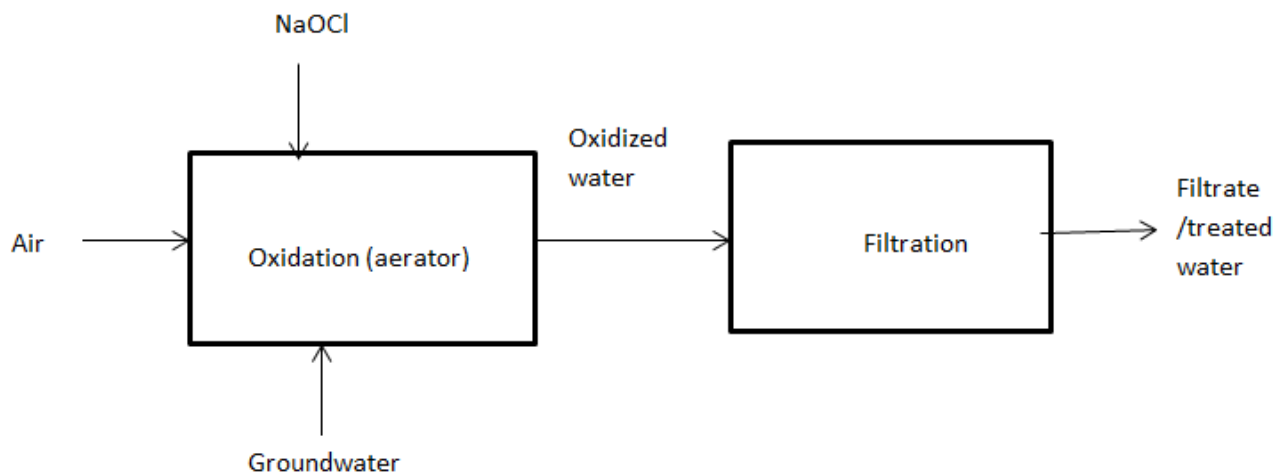 NaOCl
Oxidized
water
Air
Oxidation (aerator)
Filtration
Filtrate
/treated
water
Groundwater